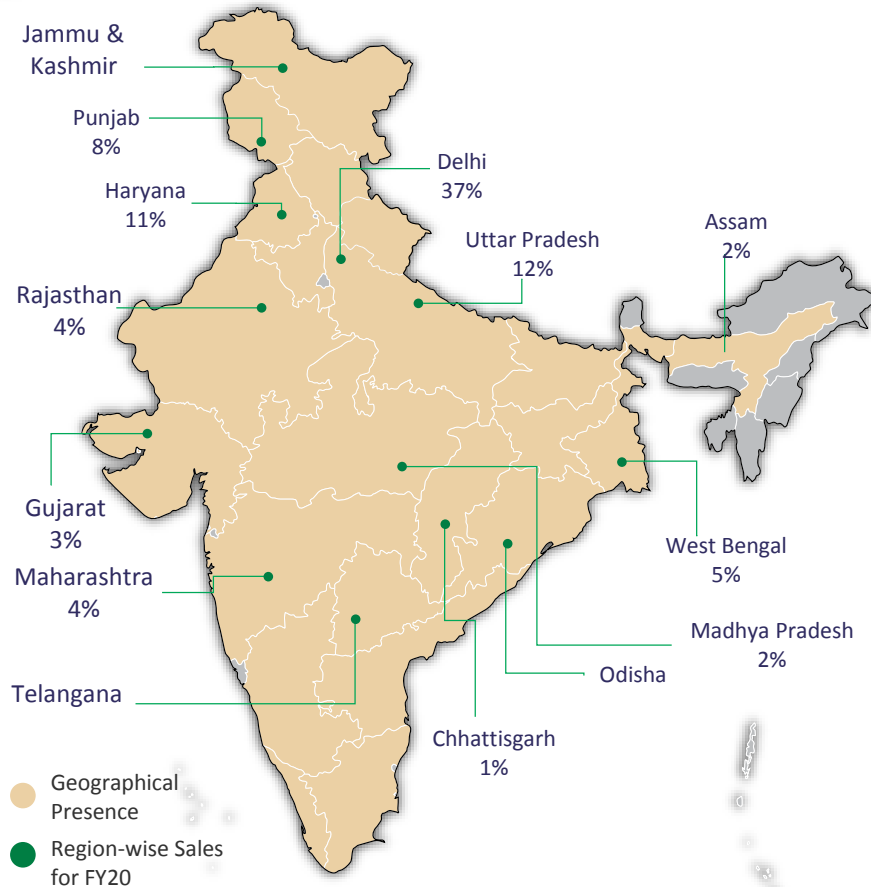 Jammu &
Kashmir
Punjab
8%
Delhi
37%
Haryana
11%
Assam
2%
Uttar Pradesh
12%
Rajasthan
4%
Gujarat
3%
West Bengal
5%
Maharashtra
4%
Madhya Pradesh
2%
Odisha
Telangana
Chhattisgarh
1%
Geographical
Presence
Region-wise Sales
for FY20